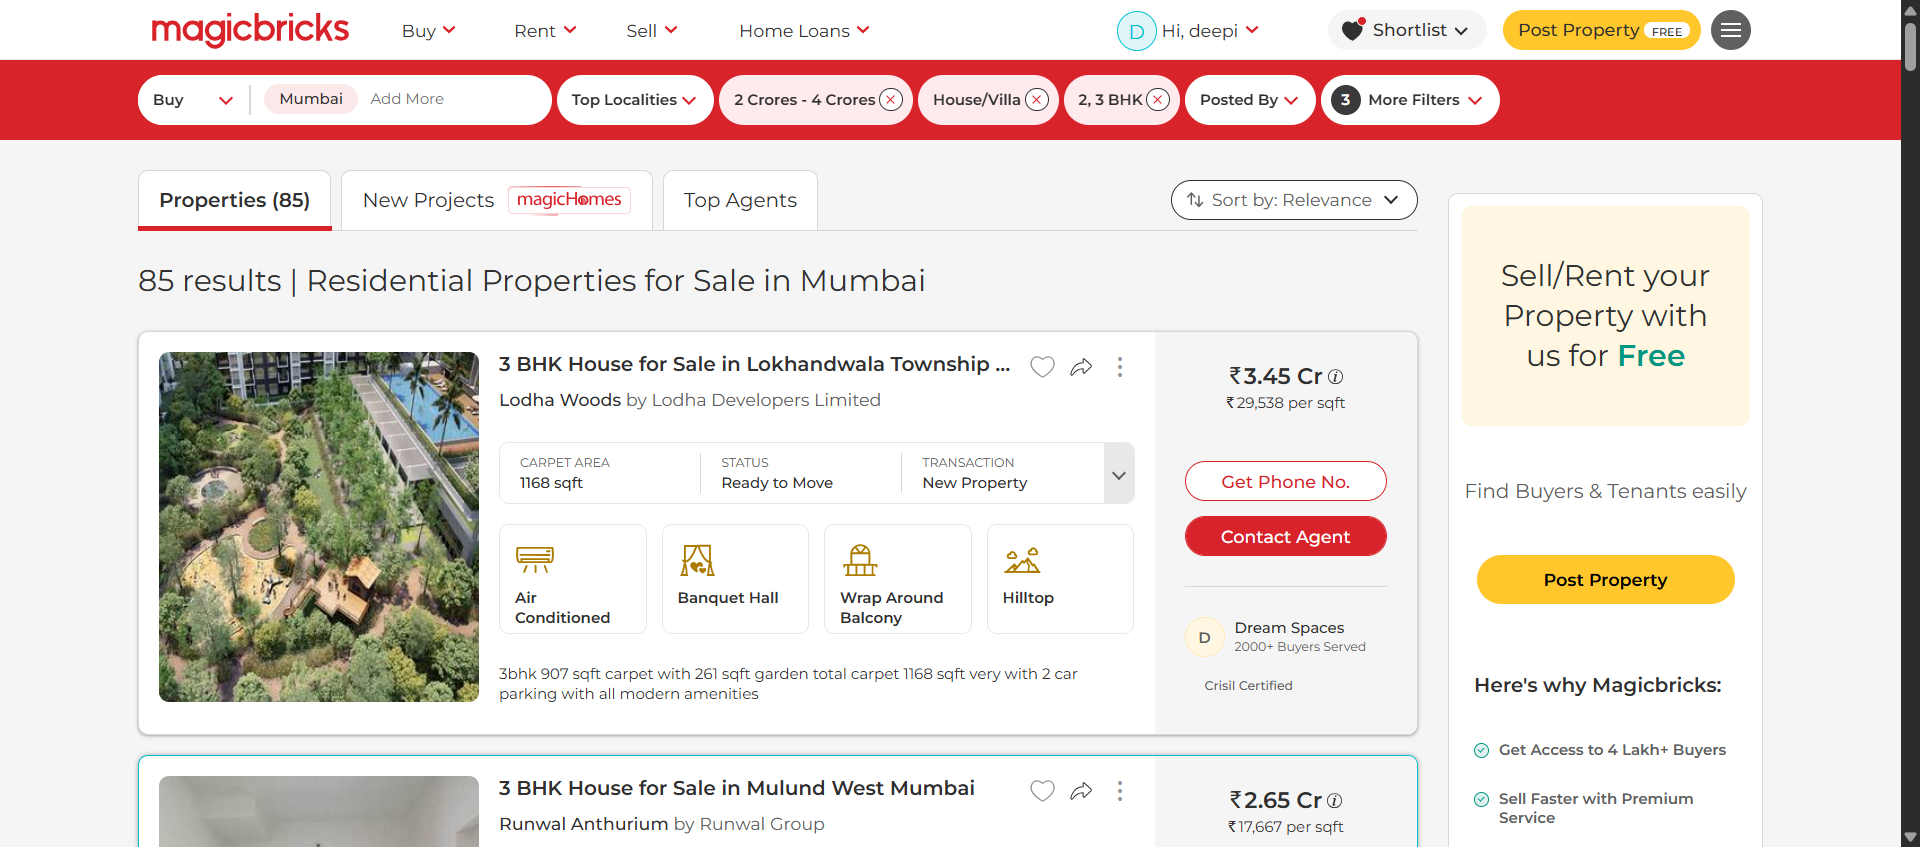 magicbricks
Buy
Rent
Sell
Home Loans
D
Hi, deepi
Shortlist
Post Property FREE
Buy
Mumbai
Add More
Top Localities
2 Crores - 4 Crores
House/Villa
2, 3 BHK
Posted By
3 More Filters
Properties (85)
New Projects
magicHomes
Top Agents
Sort by: Relevance
85 results | Residential Properties for Sale in Mumbai
3 BHK House for Sale in Lokhandwala Township ...
Lodha Woods by Lodha Developers Limited
CARPET AREA
1168 sqft
STATUS
Ready to Move
TRANSACTION
New Property
Air
Conditioned
Banquet Hall
Wrap Around
Balcony
Hilltop
3bhk 907 sqft carpet with 261 sqft garden total carpet 1168 sqft very with 2 car
parking with all modern amenities
₹3.45 Cr
₹29,538 per sqft
Get Phone No.
Contact Agent
D
Dream Spaces
2000+ Buyers Served
Crisil Certified
3 BHK House for Sale in Mulund West Mumbai
Runwal Anthurium by Runwal Group
₹2.65 Cr
₹17,667 per sqft
Sell/Rent your
Property with
us for Free
Find Buyers & Tenants easily
Post Property
Here's why Magicbricks:
Get Access to 4 Lakh+ Buyers
Sell Faster with Premium
Service